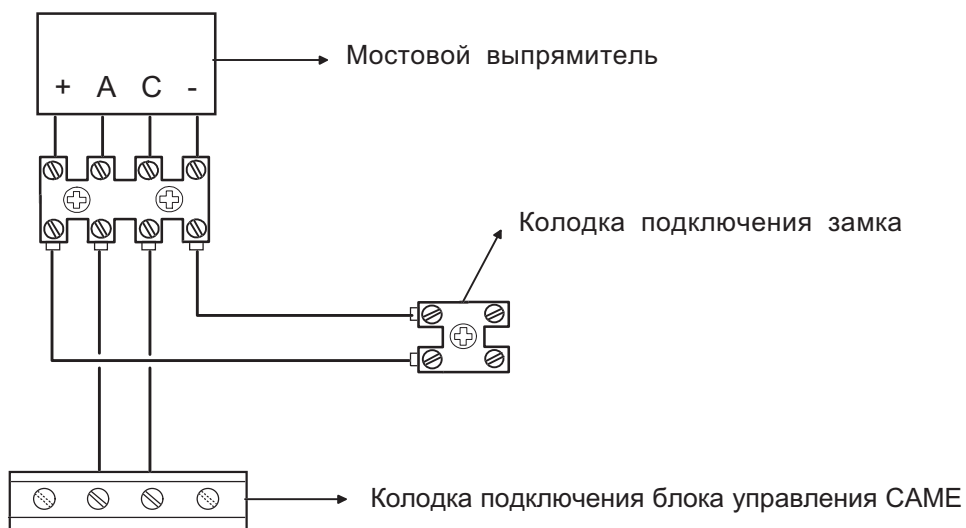 Мостовой выпрямитель
+ A C -
Колодка подключения замка
Колодка подключения блока управления CAME